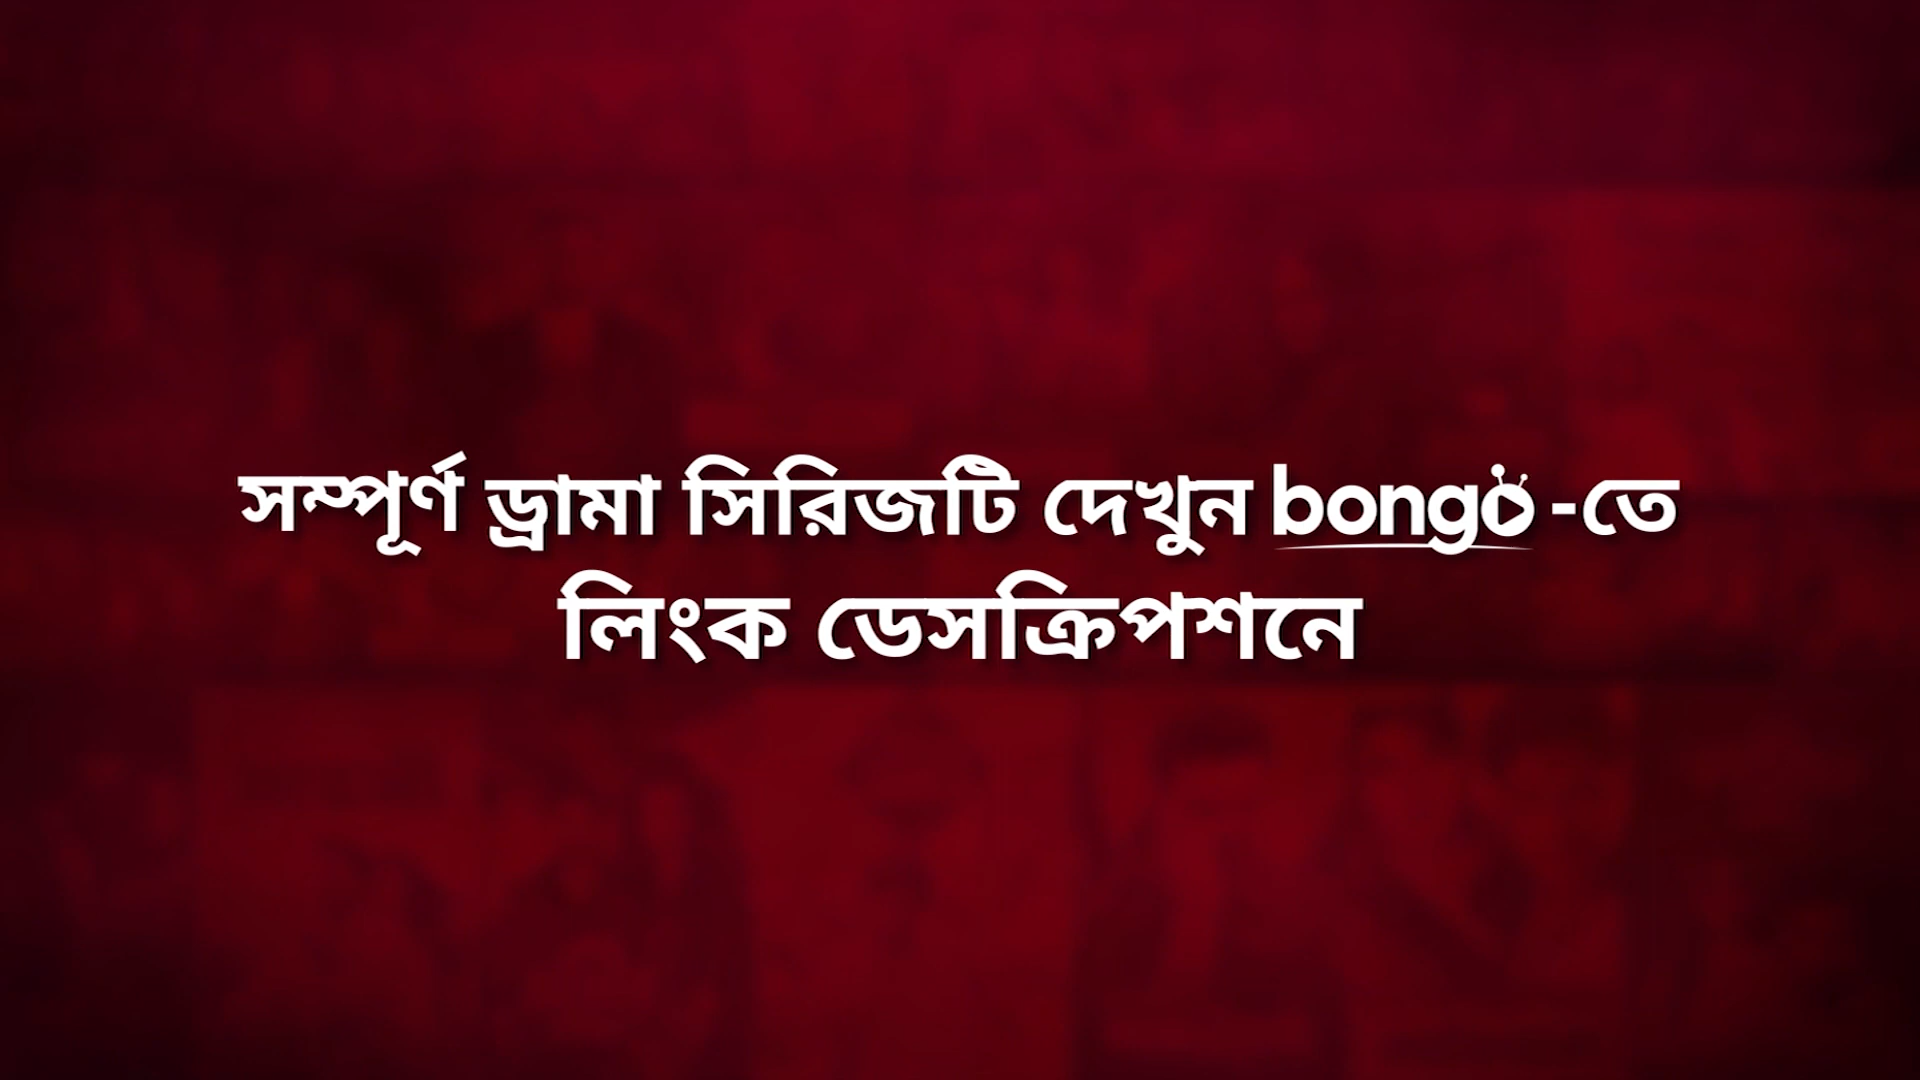 সম্পূর্ণ ড্রামা সিরিজটি দেখুন bongo -তে
লিংক ডেসক্রিপশনে